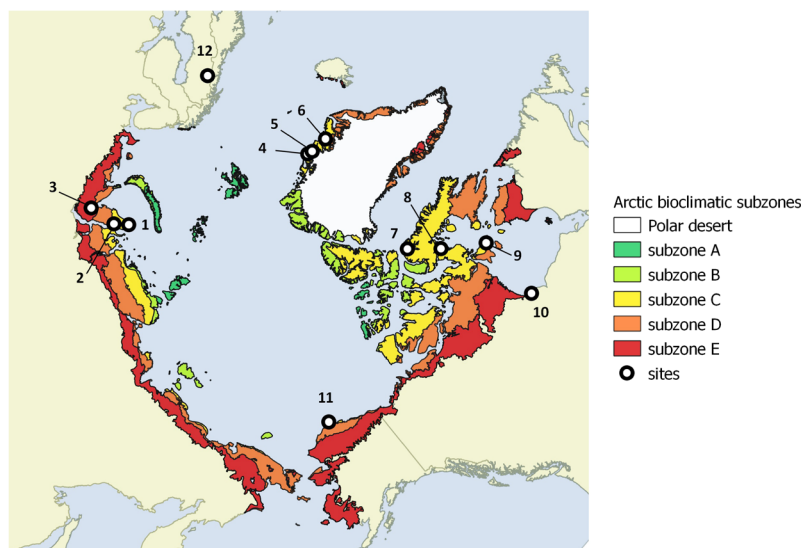 12
6
5
4
3
8
7
1
9
2
10
11
Arctic bioclimatic subzones
Polar desert
subzone A
subzone B
subzone C
subzone D
subzone E
sites